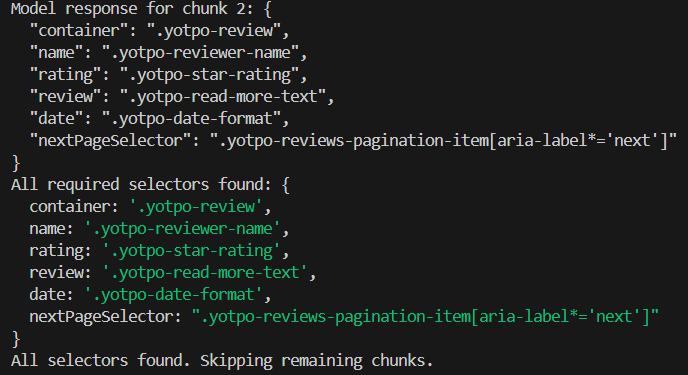 Model response for chunk 2: {
  "container": ".yotpo-review",
  "name": ".yotpo-reviewer-name",
  "rating": ".yotpo-star-rating",
  "review": ".yotpo-read-more-text",
  "date": ".yotpo-date-format",
  "nextPageSelector": ".yotpo-reviews-pagination-item[aria-label*='next']"
}
All required selectors found: {
  container: '.yotpo-review',
  name: '.yotpo-reviewer-name',
  rating: '.yotpo-star-rating',
  review: '.yotpo-read-more-text',
  date: '.yotpo-date-format',
  nextPageSelector: ".yotpo-reviews-pagination-item[aria-label*='next']"
}
All selectors found. Skipping remaining chunks.